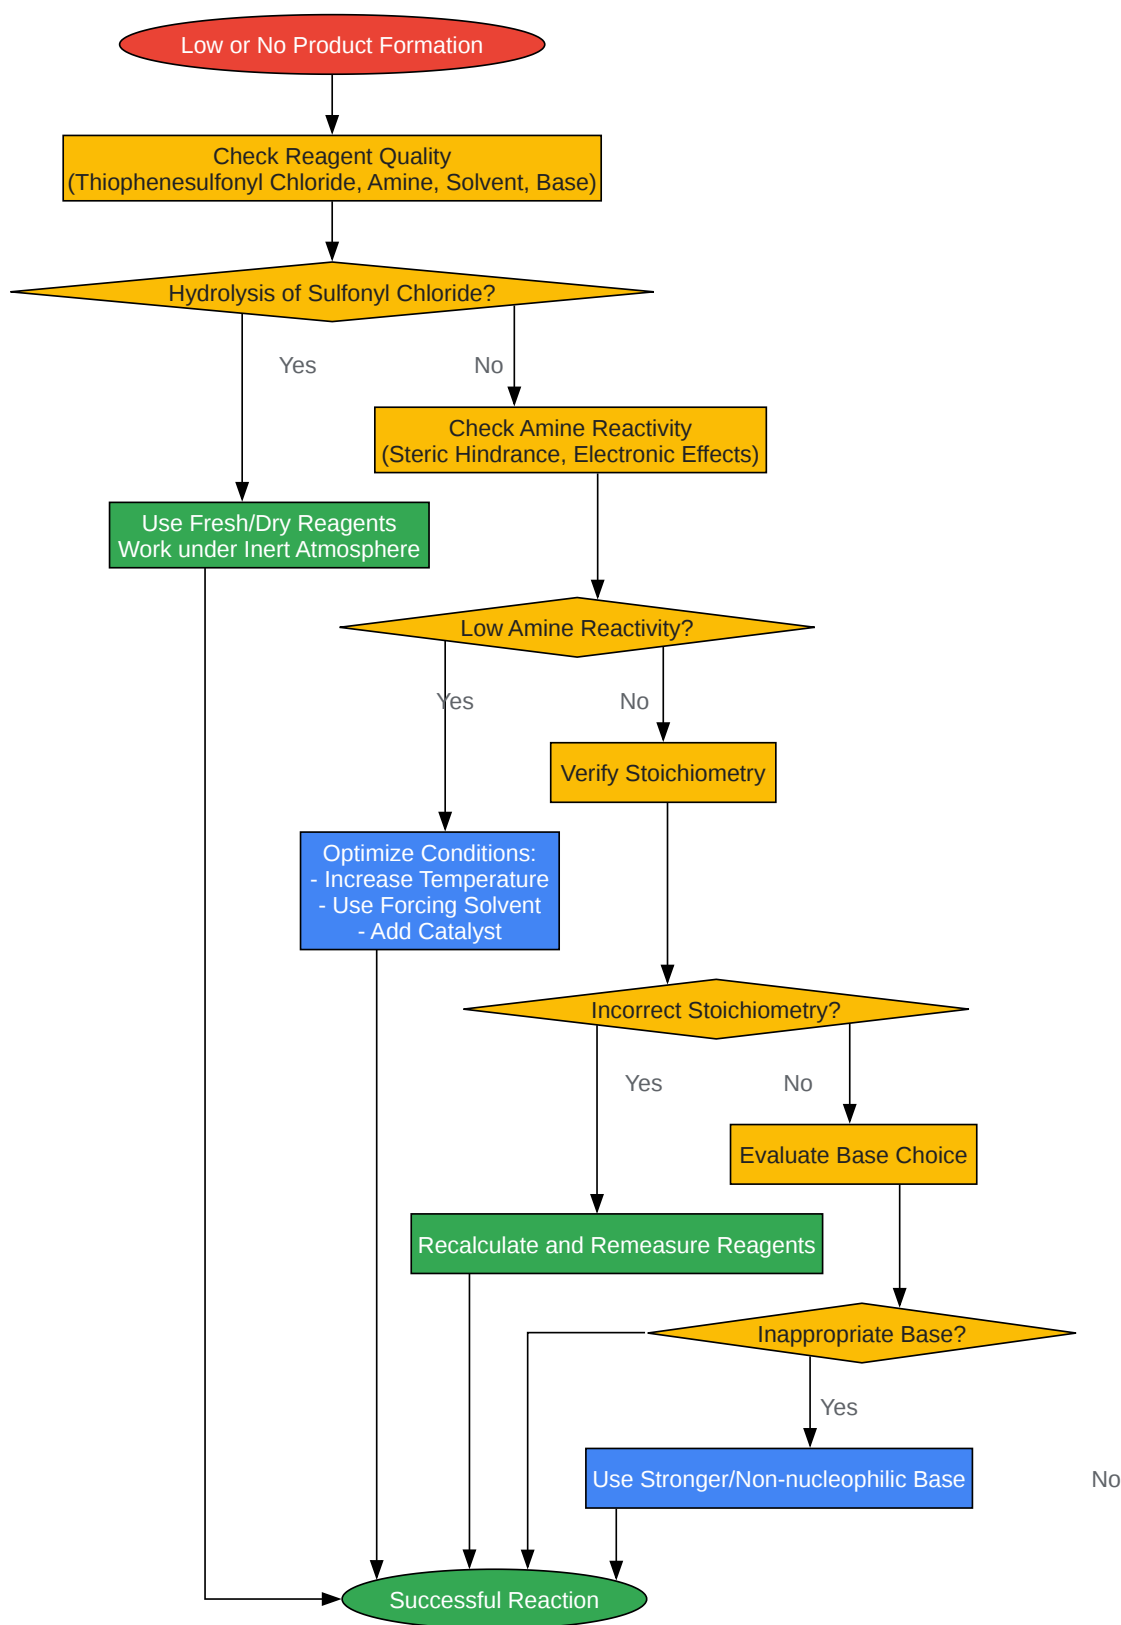 Low or No Product Formation
Check Reagent Quality
(Thiophenesulfonyl Chloride, Amine, Solvent, Base)
Hydrolysis of Sulfonyl Chloride?
Yes
No
Check Amine Reactivity
(Steric Hindrance, Electronic Effects)
Use Fresh/Dry Reagents
Work under Inert Atmosphere
Low Amine Reactivity?
Yes
No
Verify Stoichiometry
Optimize Conditions:
- Increase Temperature
- Use Forcing Solvent
- Add Catalyst
Incorrect Stoichiometry?
Yes
No
Evaluate Base Choice
Recalculate and Remeasure Reagents
Inappropriate Base?
Yes
Use Stronger/Non-nucleophilic Base
No
Successful Reaction